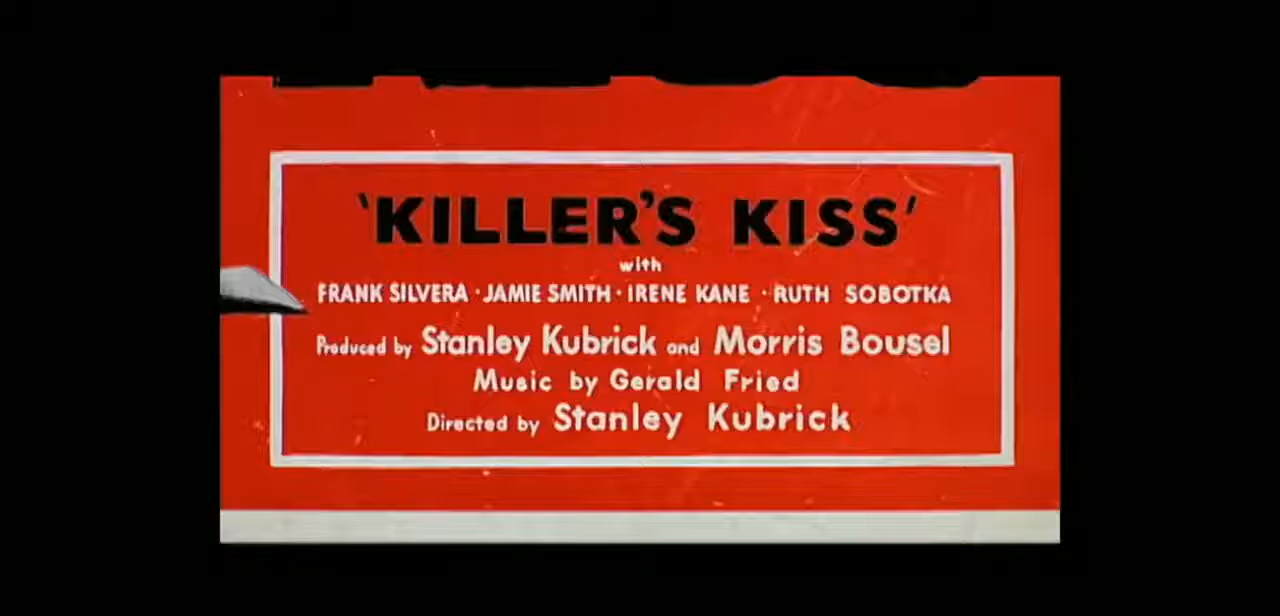 'KILLER'S KISS'
with
FRANK SILVERA · JAMIE SMITH · IRENE KANE · RUTH SOBOTKA
Produced by Stanley Kubrick and Morris Bousel
Music by Gerald Fried
Directed by Stanley Kubrick